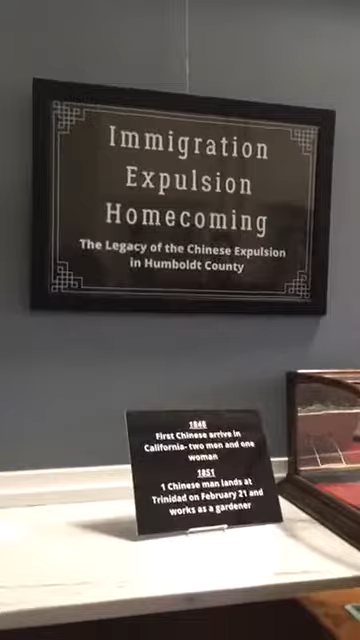 Immigration
Expulsion
Homecoming
The Legacy of the Chinese Expulsion
in Humboldt County
1848
First Chinese arrive in
California- two men and one
woman
1851
1 Chinese man lands at
Trinidad on February 21 and
works as a gardener